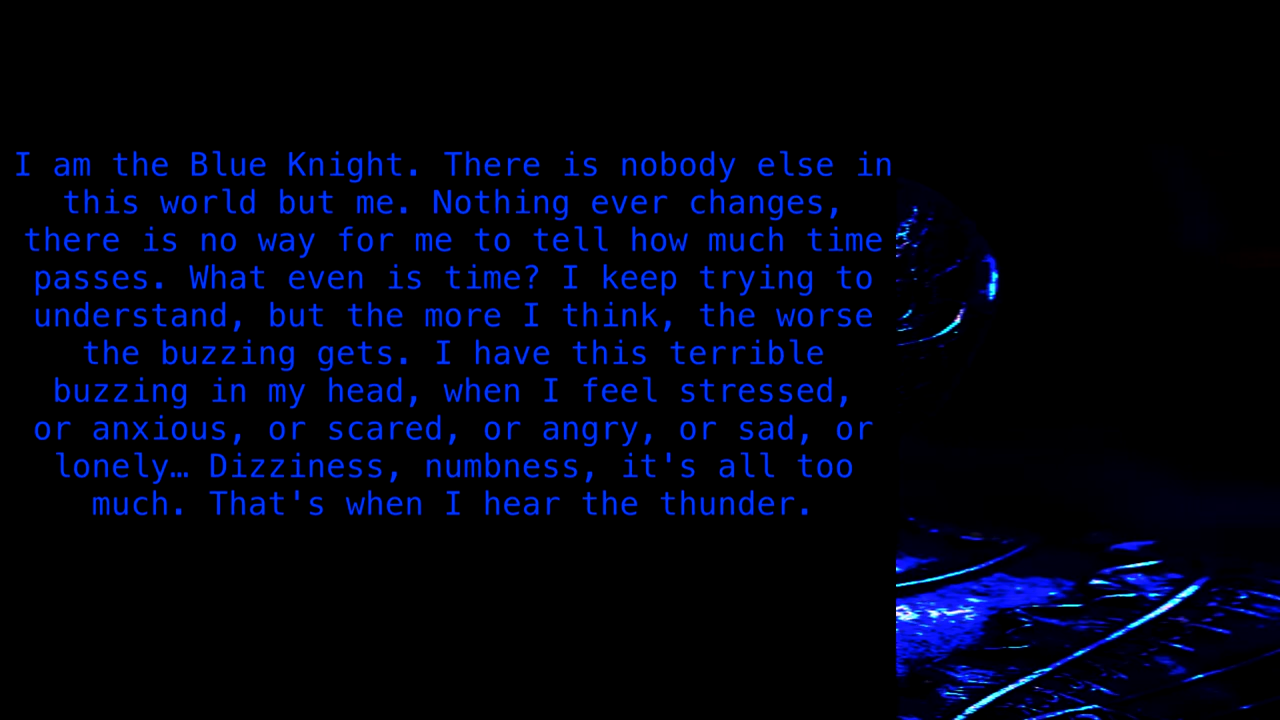 I am the Blue Knight. There is nobody else in
this world but me. Nothing ever changes,
there is no way for me to tell how much time
passes. What even is time? I keep trying to
understand, but the more I think, the worse
the buzzing gets. I have this terrible
buzzing in my head, when I feel stressed,
or anxious, or scared, or angry, or sad, or
lonely… Dizziness, numbness, it's all too
much. That's when I hear the thunder.